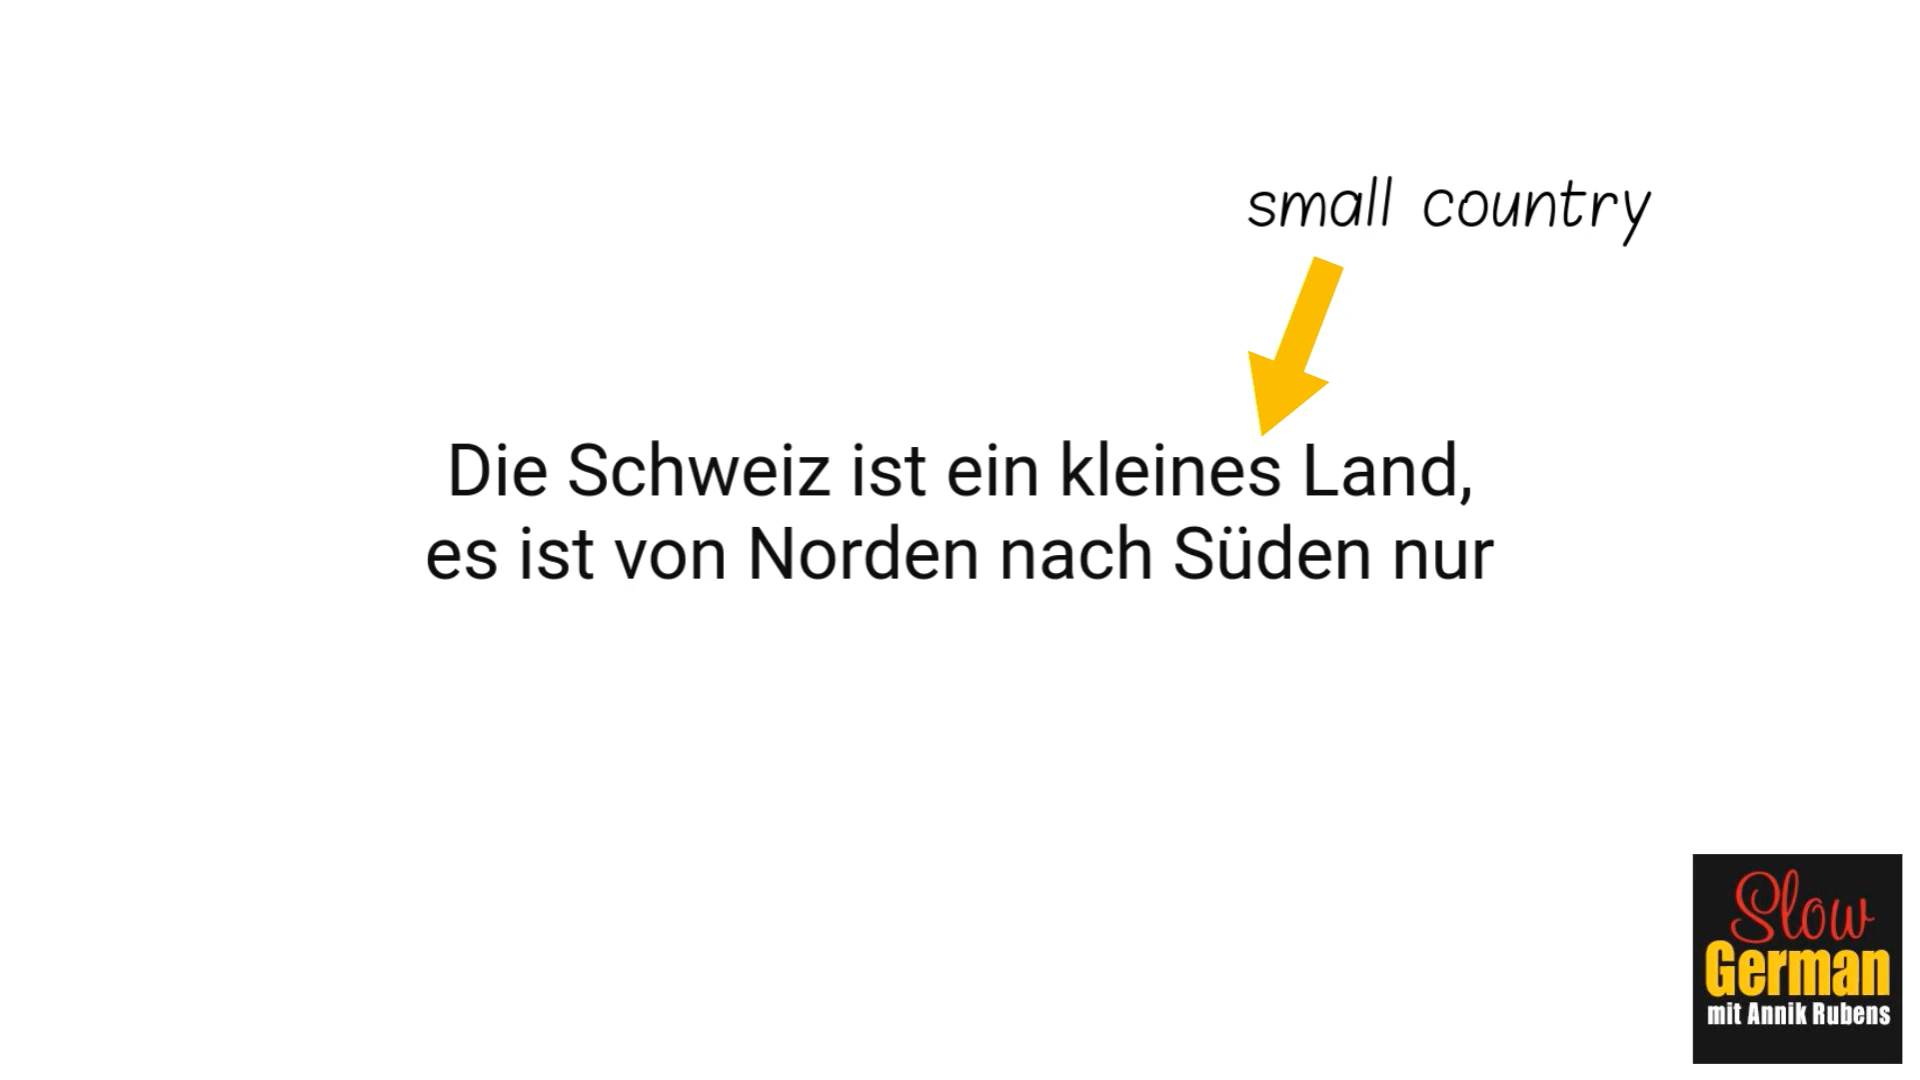 small country
Die Schweiz ist ein kleines Land,
es ist von Norden nach Süden nur
Slow
German
mit Annik Rubens